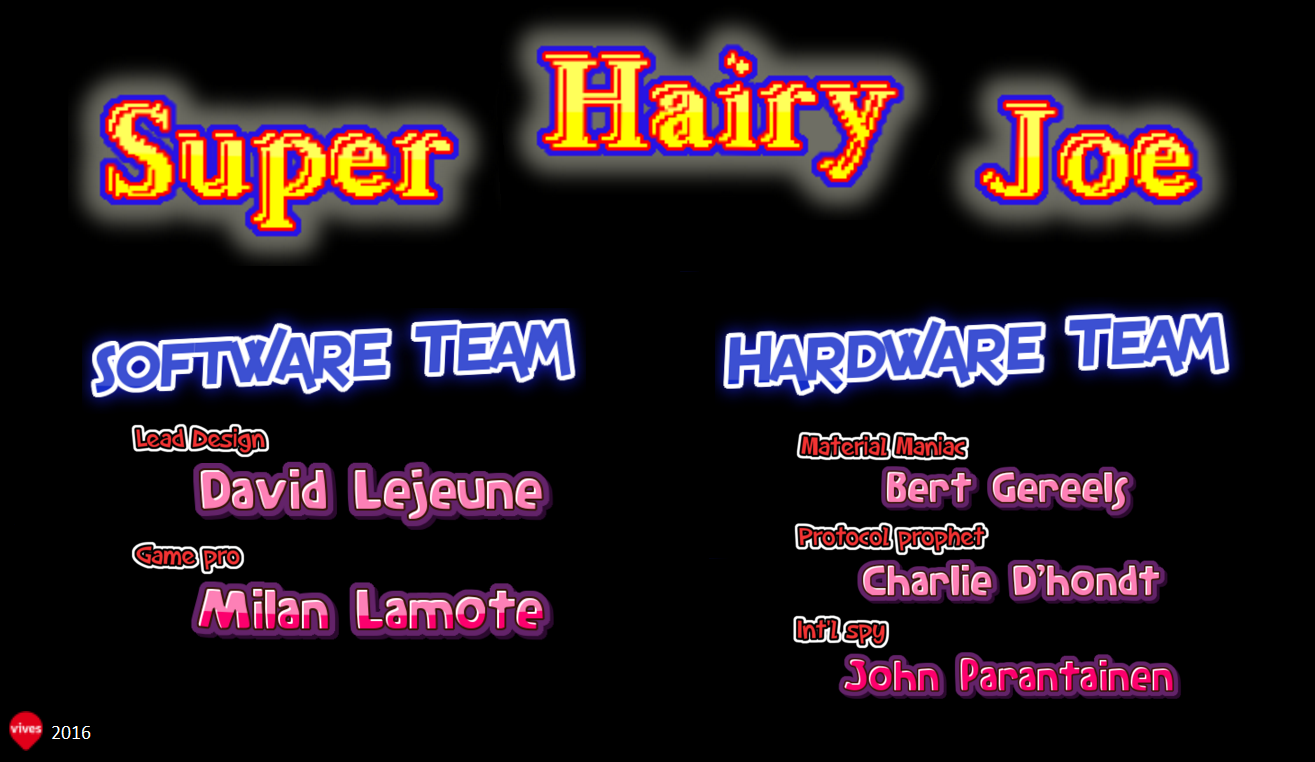 Super Hairy Joe
SOFTWARE TEAM
Lead Design
David Lejeune
Game pro
Milan Lamote
HARDWARE TEAM
Material Maniac
Bert Gereels
Protocol prophet
Charlie D'hondt
Int'l spy
John Parantainen
vives 2016